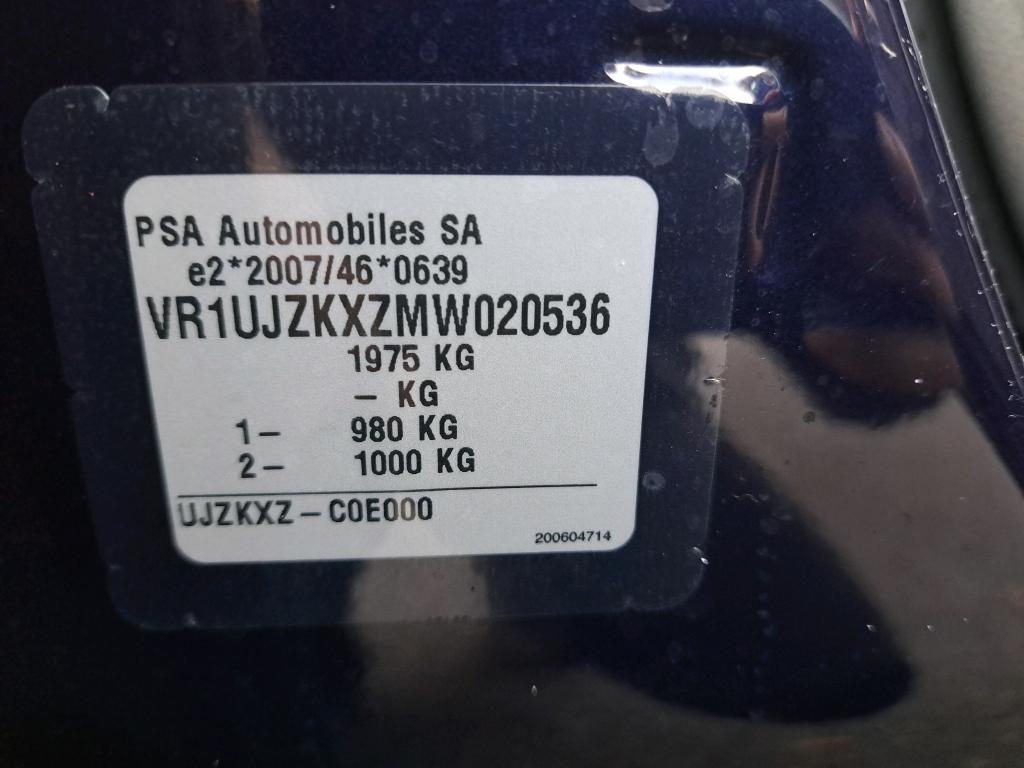 PSA Automobiles SA
e2*2007/46*0639
VR1UJZKXZMW020536
1975 KG
- KG
1- 980 KG
2- 1000 KG
UJZKXZ-C0E000
200604714